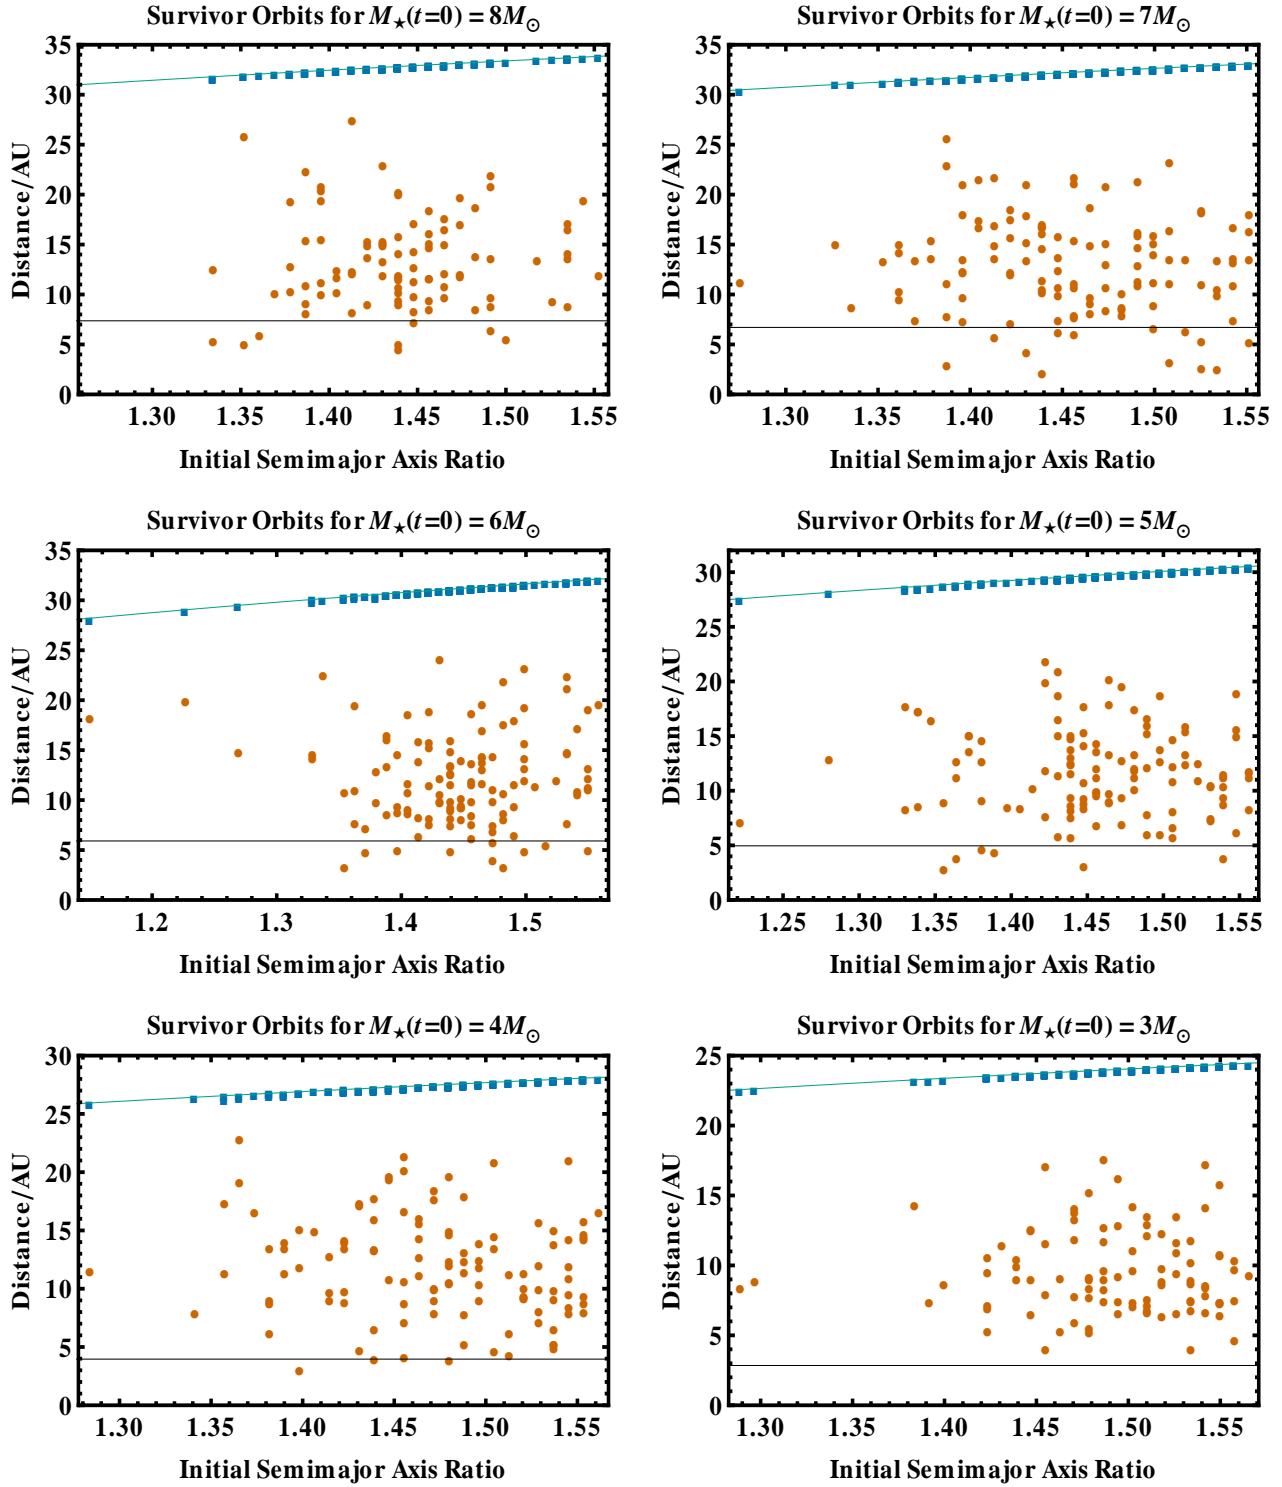 Survivor Orbits for M★(t=0) = 8M⊙
Distance/AU
35
30
25
20
15
10
5
0
1.30 1.35 1.40 1.45 1.50 1.55
Initial Semimajor Axis Ratio
Survivor Orbits for M★(t=0) = 7M⊙
Distance/AU
35
30
25
20
15
10
5
0
1.30 1.35 1.40 1.45 1.50 1.55
Initial Semimajor Axis Ratio
Survivor Orbits for M★(t=0) = 6M⊙
Distance/AU
35
30
25
20
15
10
5
0
1.2 1.3 1.4 1.5
Initial Semimajor Axis Ratio
Survivor Orbits for M★(t=0) = 5M⊙
Distance/AU
30
25
20
15
10
5
0
1.25 1.30 1.35 1.40 1.45 1.50 1.55
Initial Semimajor Axis Ratio
Survivor Orbits for M★(t=0) = 4M⊙
Distance/AU
30
25
20
15
10
5
0
1.30 1.35 1.40 1.45 1.50 1.55
Initial Semimajor Axis Ratio
Survivor Orbits for M★(t=0) = 3M⊙
Distance/AU
25
20
15
10
5
0
1.30 1.35 1.40 1.45 1.50 1.55
Initial Semimajor Axis Ratio